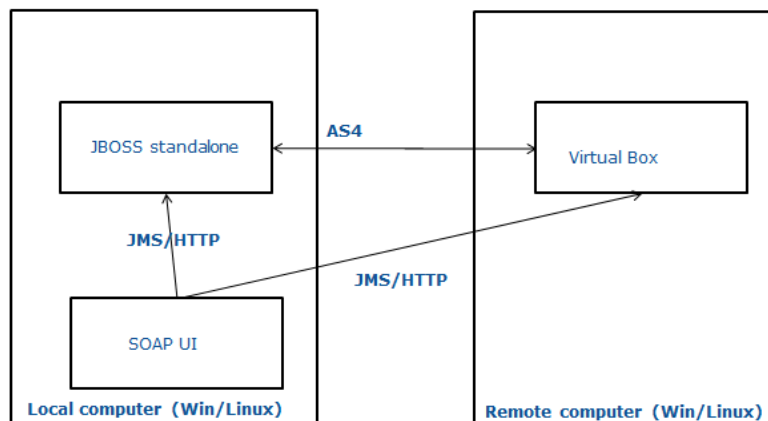 JBOSS standalone
AS4
Virtual Box
JMS/HTTP
JMS/HTTP
SOAP UI
Local computer (Win/Linux)
Remote computer (Win/Linux)